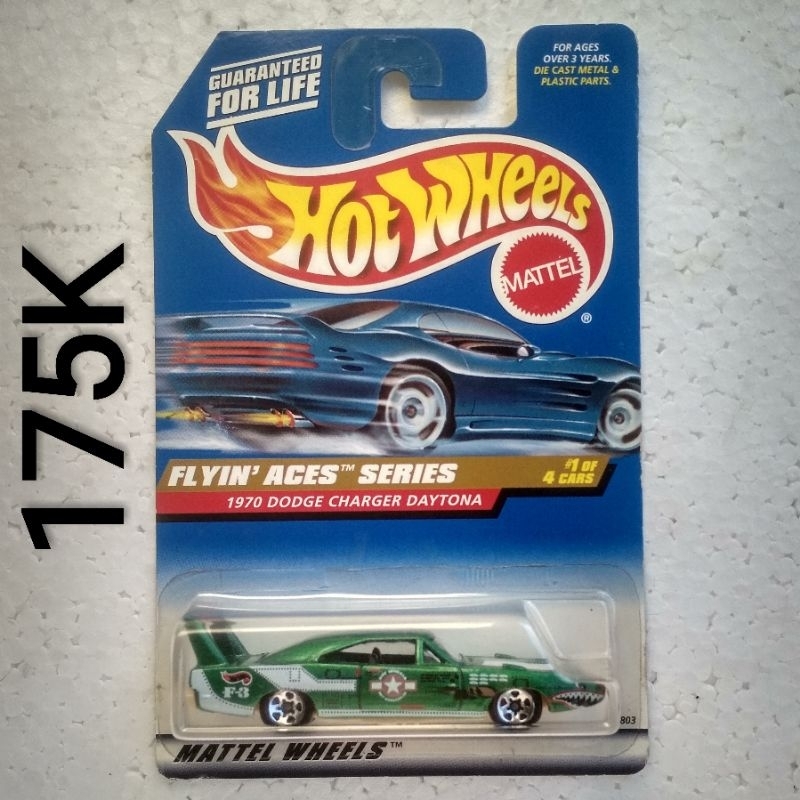 GUARANTEED
FOR LIFE
FOR AGES
OVER 3 YEARS.
DIE CAST METAL &
PLASTIC PARTS.
HOT WHEELS
MATTEL
®
FLYIN' ACES™ SERIES
#1 OF
4 CARS
1970 DODGE CHARGER DAYTONA
F-3
803
MATTEL WHEELS™
175K